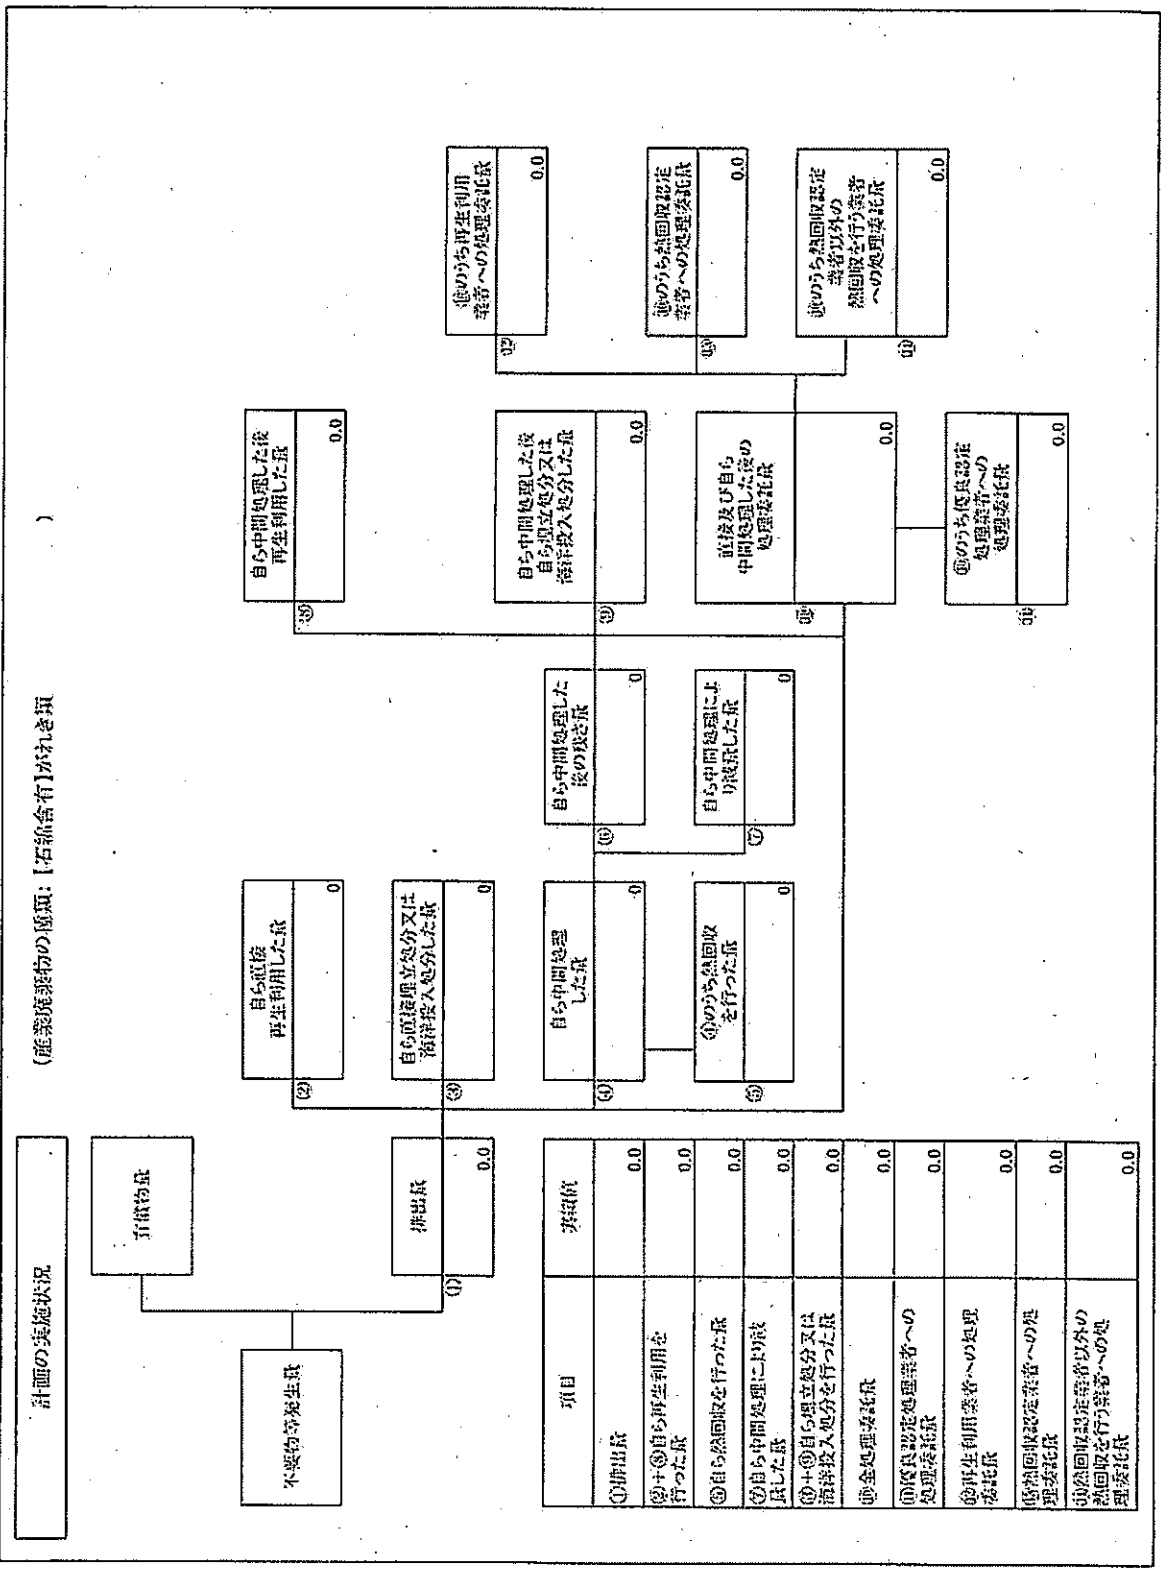 計画の実施状況
(産業廃棄物の種類:【石綿含有】がれき類
)
不要物等発生量
有償物量
①
排出量
0.0
②
自ら直接
再生利用した量
0
③
自ら直接埋立処分又は
海洋投入処分した量
0
④
自ら中間処理
した量
0
⑤
④のうち熱回収
を行った量
0
⑥
自ら中間処理した
後の残さ量
0
⑦
自ら中間処理によ
り減量した量
0
⑧
自ら中間処理した後
再生利用した量
0.0
⑨
自ら中間処理した後
自ら埋立処分又は
海洋投入処分した量
0.0
⑩
直接及び自ら
中間処理した後の
処理委託量
0.0
⑪
⑩のうち優良認定
処理業者への
処理委託量
0.0
⑫
⑩のうち再生利用
業者への処理委託量
0.0
⑬
⑩のうち熱回収認定
業者への処理委託量
0.0
⑭
⑩のうち熱回収認定
業者以外の
熱回収を行う業者
への処理委託量
0.0
項目
実績値
①排出量
0.0
②+⑧自ら再生利用を
行った量
0.0
⑤自ら熱回収を行った量
0.0
⑦自ら中間処理により減
量した量
0.0
③+⑨自ら埋立処分又は
海洋投入処分を行った量
0.0
⑩全処理委託量
0.0
⑪優良認定処理業者への
処理委託量
0.0
⑫再生利用業者への処理
委託量
0.0
⑬熱回収認定業者への処
理委託量
0.0
⑭熱回収認定業者以外の
熱回収を行う業者への処
理委託量
0.0